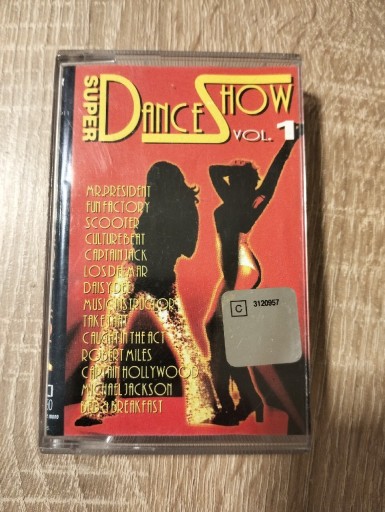 SUPER
DANCE SHOW
VOL. 1
MR.PRESIDENT
FUN FACTORY
SCOOTER
CULTURE BEAT
CAPTAIN JACK
LOS DEL MAR
DAISY DEE
MUSIC INSTRUCTOR
TAKE THAT
CAUGHT IN THE ACT
ROBERT MILES
CAPTAIN HOLLYWOOD
MICHAEL JACKSON
BED & BREAKFAST
C 3120957